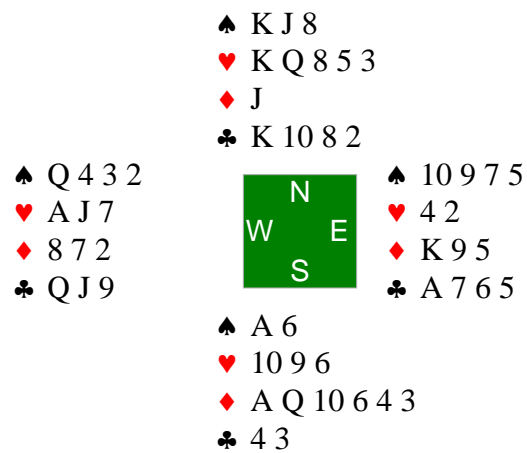 ♠ K J 8
♥ K Q 8 5 3
♦ J
♣ K 10 8 2
♠ Q 4 3 2
♥ A J 7
♦ 8 7 2
♣ Q J 9
N
W E
S
♠ 10 9 7 5
♥ 4 2
♦ K 9 5
♣ A 7 6 5
♠ A 6
♥ 10 9 6
♦ A Q 10 6 4 3
♣ 4 3